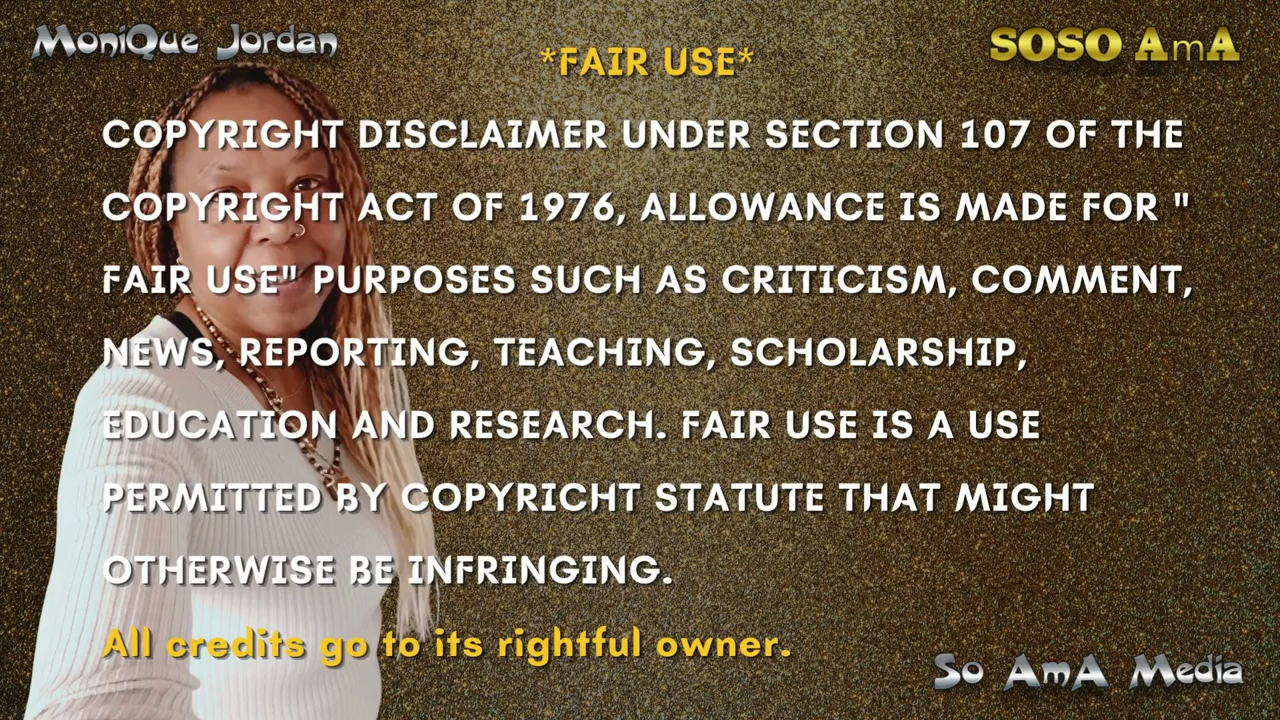 MoniQue Jordan
*FAIR USE*
SOSO AmA
COPYRIGHT DISCLAIMER UNDER SECTION 107 OF THE
COPYRIGHT ACT OF 1976, ALLOWANCE IS MADE FOR "
FAIR USE" PURPOSES SUCH AS CRITICISM, COMMENT,
NEWS, REPORTING, TEACHING, SCHOLARSHIP,
EDUCATION AND RESEARCH. FAIR USE IS A USE
PERMITTED BY COPYRICHT STATUTE THAT MIGHT
OTHERWISE BE INFRINGING.
All credits go to its rightful owner.
So AmA Media